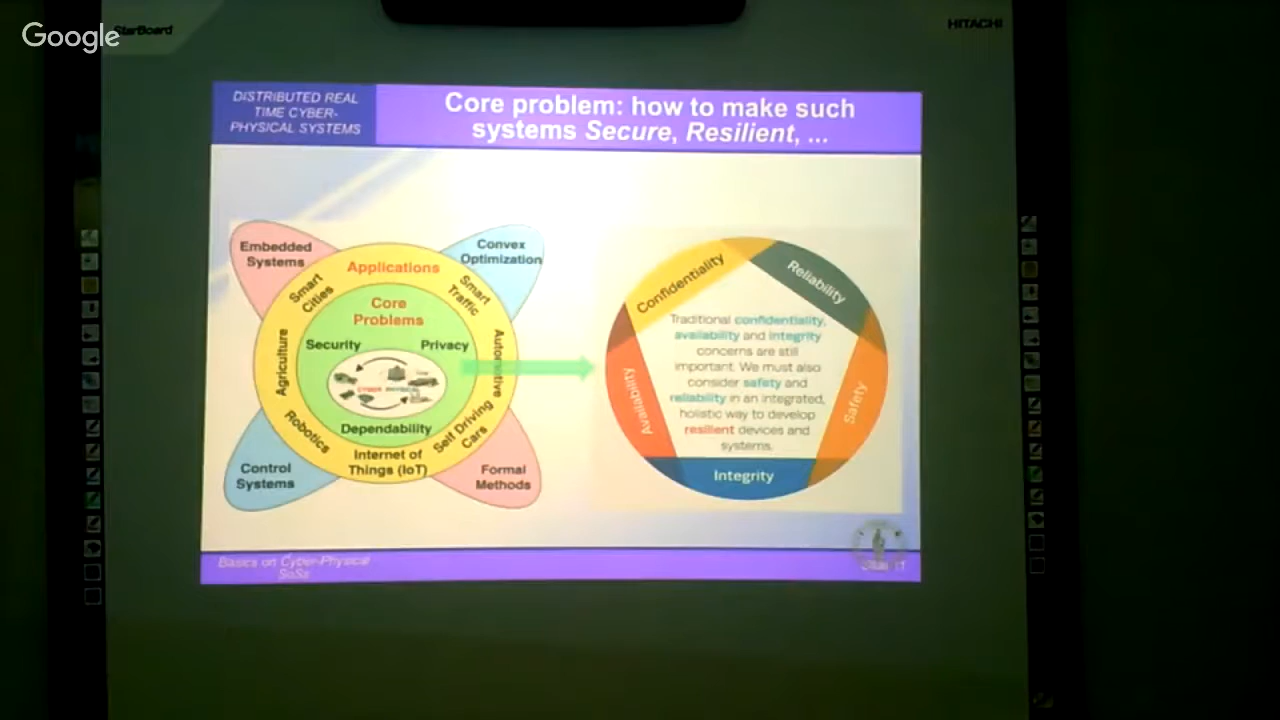 Google
StarBoard
HITACHI
DISTRIBUTED REAL
TIME CYBER-
PHYSICAL SYSTEMS
Core problem: how to make such
systems Secure, Resilient, ...
Embedded
Systems
Convex
Optimization
Applications
Smart
Cities
Smart
Traffic
Core
Problems
Security
Privacy
Agriculture
Automotive
CYBER PHYSICAL
Dependability
Robotics
Self Driving
Cars
Internet of
Things (IoT)
Control
Systems
Formal
Methods
Confidentiality
Reliability
Traditional confidentiality,
availability and integrity
concerns are still
important. We must also
consider safety and
reliability in an integrated,
holistic way to develop
resilient devices and
systems.
Availability
Safety
Integrity
Basics on Cyber-Physical
SoSs